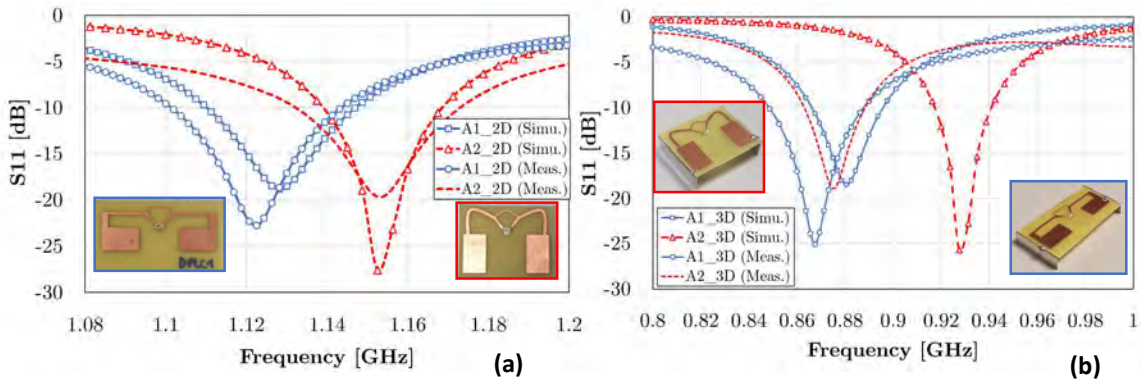 0
-5
-10
-15
-20
-25
-30
S11 [dB]
A1_2D (Simu.)
A2_2D (Simu.)
A1_2D (Meas.)
A2_2D (Meas.)
1.08 1.1 1.12 1.14 1.16 1.18 1.2
Frequency [GHz]
(a)
0
-5
-10
-15
-20
-25
-30
S11 [dB]
A1_3D (Simu.)
A2_3D (Simu.)
A1_3D (Meas.)
A2_3D (Meas.)
0.8 0.82 0.84 0.86 0.88 0.9 0.92 0.94 0.96 0.98 1
Frequency [GHz]
(b)